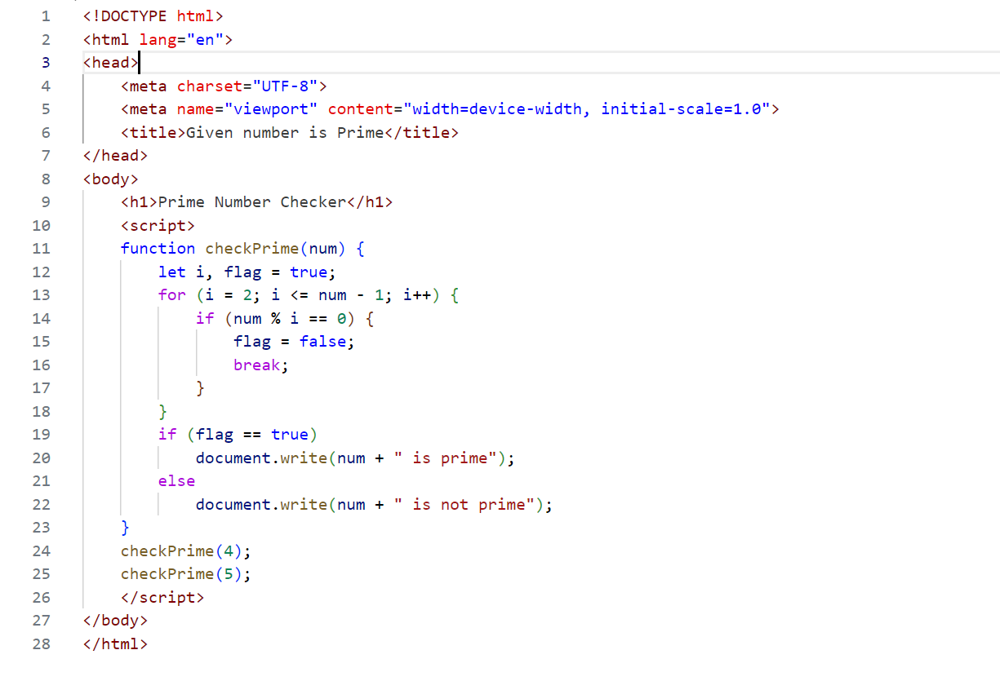 1 <!DOCTYPE html>
2 <html lang="en">
3 <head>
4     <meta charset="UTF-8">
5     <meta name="viewport" content="width=device-width, initial-scale=1.0">
6     <title>Given number is Prime</title>
7 </head>
8 <body>
9     <h1>Prime Number Checker</h1>
10     <script>
11     function checkPrime(num) {
12         let i, flag = true;
13         for (i = 2; i <= num - 1; i++) {
14             if (num % i == 0) {
15                 flag = false;
16                 break;
17             }
18         }
19         if (flag == true)
20             document.write(num + " is prime");
21         else
22             document.write(num + " is not prime");
23     }
24     checkPrime(4);
25     checkPrime(5);
26     </script>
27 </body>
28 </html>